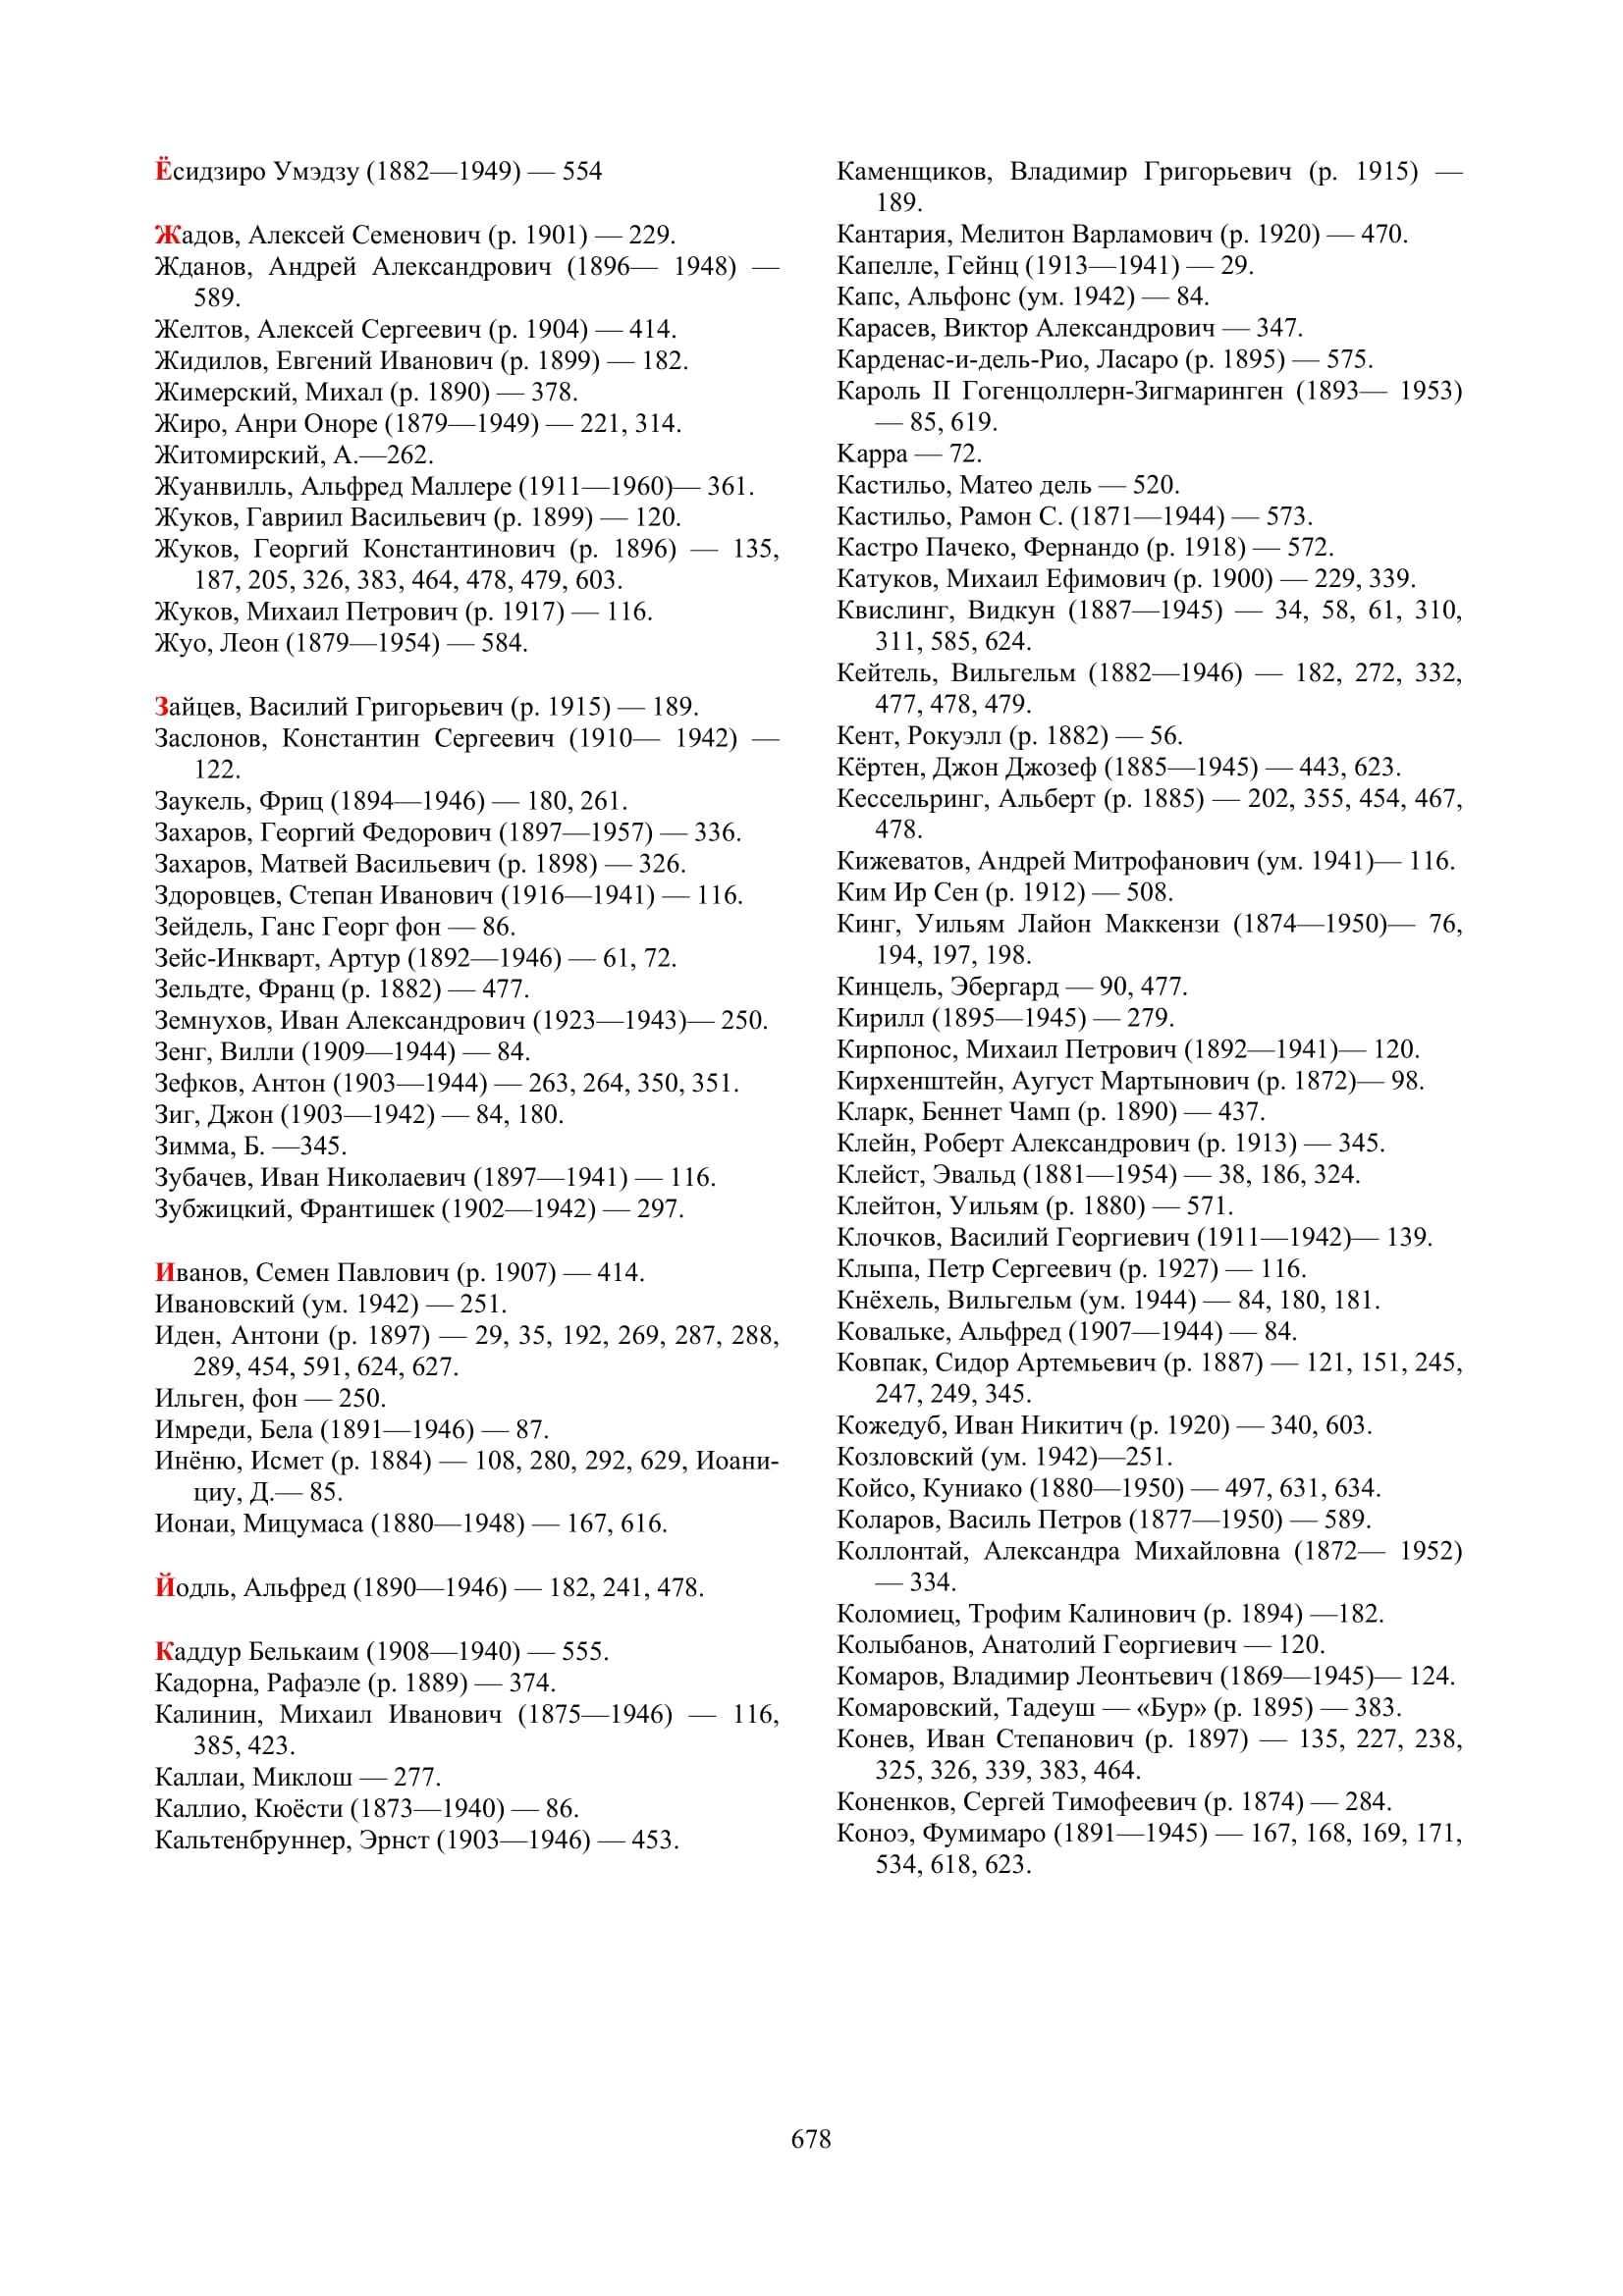 Ёсидзиро Умэдзу (1882—1949) — 554
Жадов, Алексей Семенович (р. 1901) — 229.
Жданов, Андрей Александрович (1896— 1948) —
589.
Желтов, Алексей Сергеевич (р. 1904) — 414.
Жидилов, Евгений Иванович (р. 1899) — 182.
Жимерский, Михал (р. 1890) — 378.
Жиро, Анри Оноре (1879—1949) — 221, 314.
Житомирский, А.—262.
Жуанвилль, Альфред Маллере (1911—1960)— 361.
Жуков, Гавриил Васильевич (р. 1899) — 120.
Жуков, Георгий Константинович (р. 1896) — 135,
187, 205, 326, 383, 464, 478, 479, 603.
Жуков, Михаил Петрович (р. 1917) — 116.
Жуо, Леон (1879—1954) — 584.
Зайцев, Василий Григорьевич (р. 1915) — 189.
Заслонов, Константин Сергеевич (1910— 1942) —
122.
Заукель, Фриц (1894—1946) — 180, 261.
Захаров, Георгий Федорович (1897—1957) — 336.
Захаров, Матвей Васильевич (р. 1898) — 326.
Здоровцев, Степан Иванович (1916—1941) — 116.
Зейдель, Ганс Георг фон — 86.
Зейс-Инкварт, Артур (1892—1946) — 61, 72.
Зельдте, Франц (р. 1882) — 477.
Земнухов, Иван Александрович (1923—1943)— 250.
Зенг, Вилли (1909—1944) — 84.
Зефков, Антон (1903—1944) — 263, 264, 350, 351.
Зиг, Джон (1903—1942) — 84, 180.
Зимма, Б. —345.
Зубачев, Иван Николаевич (1897—1941) — 116.
Зубжицкий, Франтишек (1902—1942) — 297.
Иванов, Семен Павлович (р. 1907) — 414.
Ивановский (ум. 1942) — 251.
Иден, Антони (р. 1897) — 29, 35, 192, 269, 287, 288,
289, 454, 591, 624, 627.
Ильген, фон — 250.
Имреди, Бела (1891—1946) — 87.
Инёню, Исмет (р. 1884) — 108, 280, 292, 629, Иоани-
циу, Д.— 85.
Ионаи, Мицумаса (1880—1948) — 167, 616.
Йодль, Альфред (1890—1946) — 182, 241, 478.
Каддур Белькаим (1908—1940) — 555.
Кадорна, Рафаэле (р. 1889) — 374.
Калинин, Михаил Иванович (1875—1946) — 116,
385, 423.
Каллаи, Миклош — 277.
Каллио, Кюёсти (1873—1940) — 86.
Кальтенбруннер, Эрнст (1903—1946) — 453.
Каменщиков, Владимир Григорьевич (р. 1915) —
189.
Кантария, Мелитон Варламович (р. 1920) — 470.
Капелле, Гейнц (1913—1941) — 29.
Капс, Альфонс (ум. 1942) — 84.
Карасев, Виктор Александрович — 347.
Карденас-и-дель-Рио, Ласаро (р. 1895) — 575.
Кароль II Гогенцоллерн-Зигмаринген (1893— 1953)
— 85, 619.
Карра — 72.
Кастильо, Матео дель — 520.
Кастильо, Рамон С. (1871—1944) — 573.
Кастро Пачеко, Фернандо (р. 1918) — 572.
Катуков, Михаил Ефимович (р. 1900) — 229, 339.
Квислинг, Видкун (1887—1945) — 34, 58, 61, 310,
311, 585, 624.
Кейтель, Вильгельм (1882—1946) — 182, 272, 332,
477, 478, 479.
Кент, Рокуэлл (р. 1882) — 56.
Кёртен, Джон Джозеф (1885—1945) — 443, 623.
Кессельринг, Альберт (р. 1885) — 202, 355, 454, 467,
478.
Кижеватов, Андрей Митрофанович (ум. 1941)— 116.
Ким Ир Сен (р. 1912) — 508.
Кинг, Уильям Лайон Маккензи (1874—1950)— 76,
194, 197, 198.
Кинцель, Эбергард — 90, 477.
Кирилл (1895—1945) — 279.
Кирпонос, Михаил Петрович (1892—1941)— 120.
Кирхенштейн, Аугуст Мартынович (р. 1872)— 98.
Кларк, Беннет Чамп (р. 1890) — 437.
Клейн, Роберт Александрович (р. 1913) — 345.
Клейст, Эвальд (1881—1954) — 38, 186, 324.
Клейтон, Уильям (р. 1880) — 571.
Клочков, Василий Георгиевич (1911—1942)— 139.
Клыпа, Петр Сергеевич (р. 1927) — 116.
Кнёхель, Вильгельм (ум. 1944) — 84, 180, 181.
Ковальке, Альфред (1907—1944) — 84.
Ковпак, Сидор Артемьевич (р. 1887) — 121, 151, 245,
247, 249, 345.
Кожедуб, Иван Никитич (р. 1920) — 340, 603.
Козловский (ум. 1942)—251.
Койсо, Куниако (1880—1950) — 497, 631, 634.
Коларов, Василь Петров (1877—1950) — 589.
Коллонтай, Александра Михайловна (1872— 1952)
— 334.
Коломиец, Трофим Калинович (р. 1894) —182.
Колыбанов, Анатолий Георгиевич — 120.
Комаров, Владимир Леонтьевич (1869—1945)— 124.
Комаровский, Тадеуш — «Бур» (р. 1895) — 383.
Конев, Иван Степанович (р. 1897) — 135, 227, 238,
325, 326, 339, 383, 464.
Коненков, Сергей Тимофеевич (р. 1874) — 284.
Коноэ, Фумимаро (1891—1945) — 167, 168, 169, 171,
534, 618, 623.
678